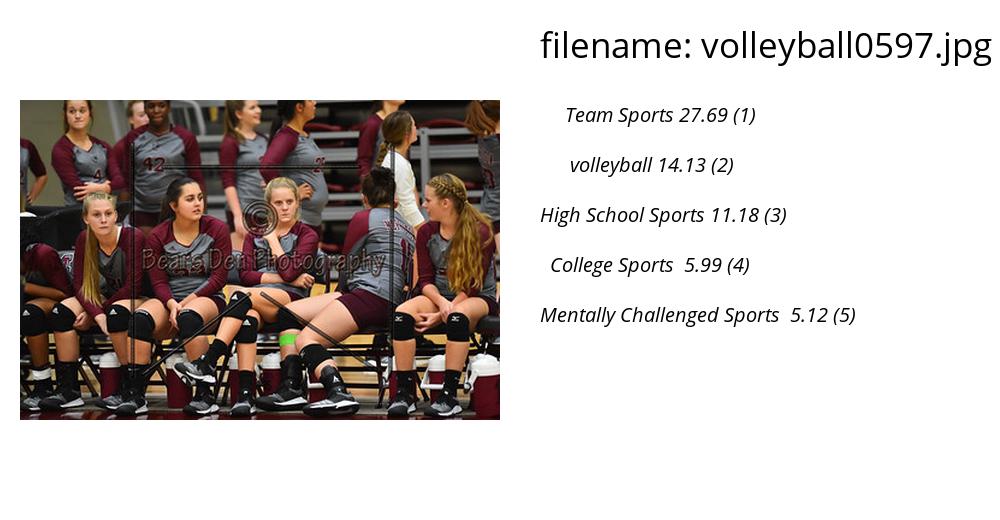 filename: volleyball0597.jpg
Team Sports 27.69 (1)
volleyball 14.13 (2)
High School Sports 11.18 (3)
College Sports 5.99 (4)
Mentally Challenged Sports 5.12 (5)
42
4
©
Bears Den Photography